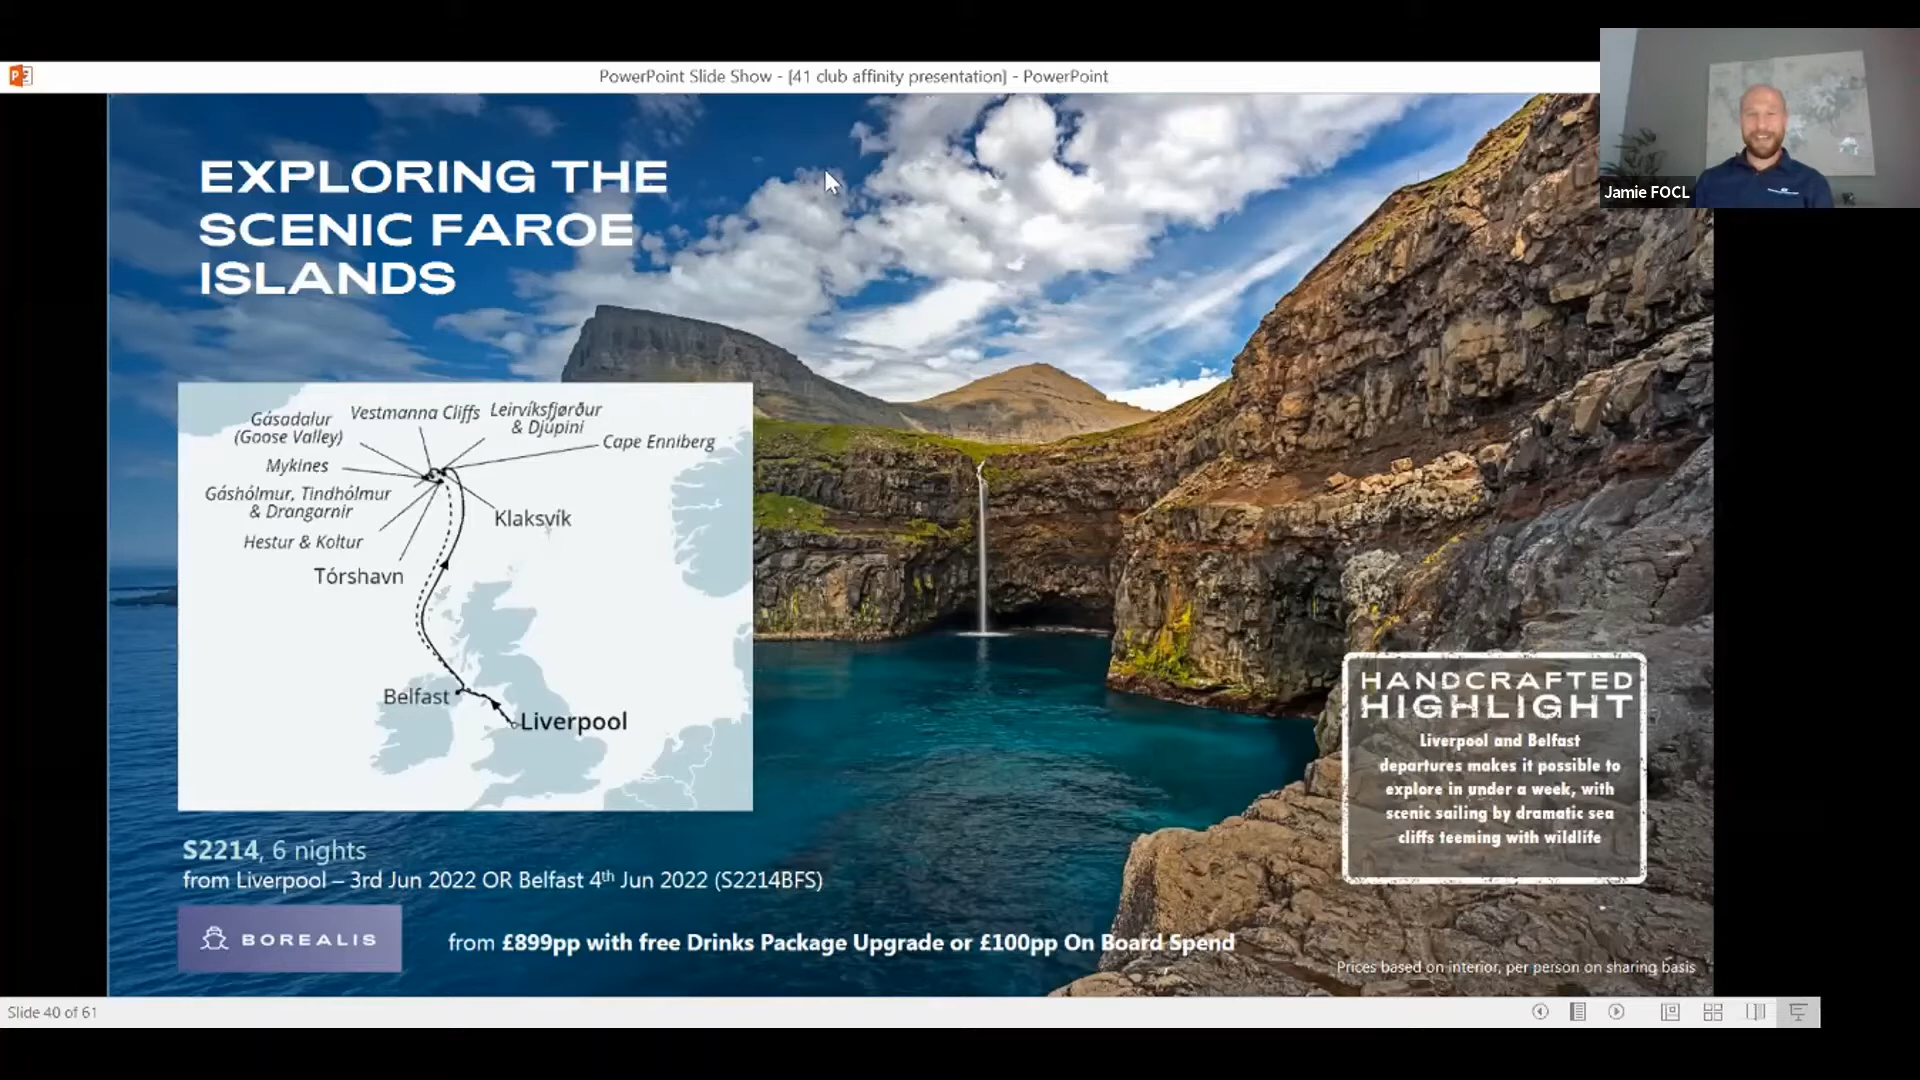 PowerPoint Slide Show - [41 club affinity presentation] - PowerPoint
Jamie FOCL
EXPLORING THE
SCENIC FAROE
ISLANDS
Gásadalur
(Goose Valley)
Vestmanna Cliffs
Leirvíksfjørður
& Djúpini
Cape Enniberg
Mykines
Gáshólmur, Tindhólmur
& Drangarnir
Klaksvík
Hestur & Koltur
Tórshavn
Belfast
Liverpool
HANDCRAFTED
HIGHLIGHT
Liverpool and Belfast
departures makes it possible to
explore in under a week, with
scenic sailing by dramatic sea
cliffs teeming with wildlife
S2214, 6 nights
from Liverpool – 3rd Jun 2022 OR Belfast 4th Jun 2022 (S2214BFS)
BOREALIS
from £899pp with free Drinks Package Upgrade or £100pp On Board Spend
Prices based on interior, per person on sharing basis
Slide 40 of 61